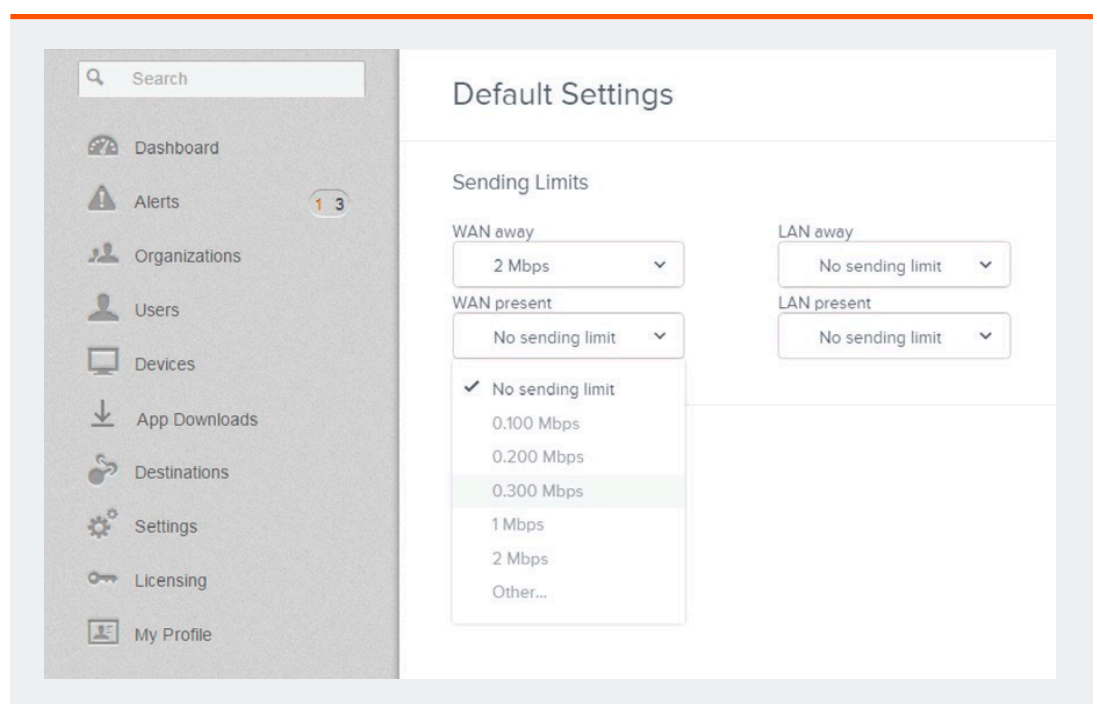 Search
Dashboard
Alerts 1 3
Organizations
Users
Devices
App Downloads
Destinations
Settings
Licensing
My Profile
Default Settings
Sending Limits
WAN away
2 Mbps
LAN away
No sending limit
WAN present
No sending limit
LAN present
No sending limit
No sending limit
0.100 Mbps
0.200 Mbps
0.300 Mbps
1 Mbps
2 Mbps
Other...